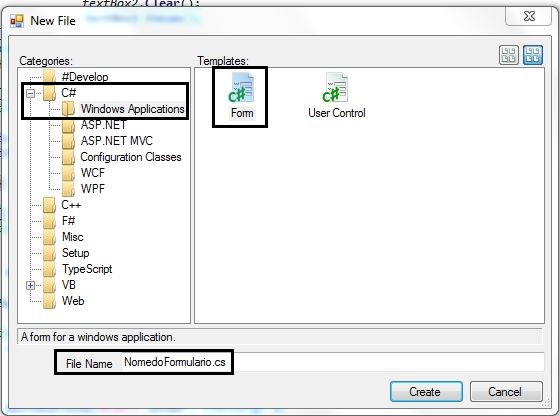 textBox2.Clear();
New File
Categories:
Templates:
#Develop
C#
Windows Applications
ASP.NET
ASP.NET MVC
Configuration Classes
WCF
WPF
C++
F#
Misc
Setup
TypeScript
VB
Web
C#
Form
C#
User Control
A form for a windows application.
File Name NomedoFormulario.cs
Create
Cancel